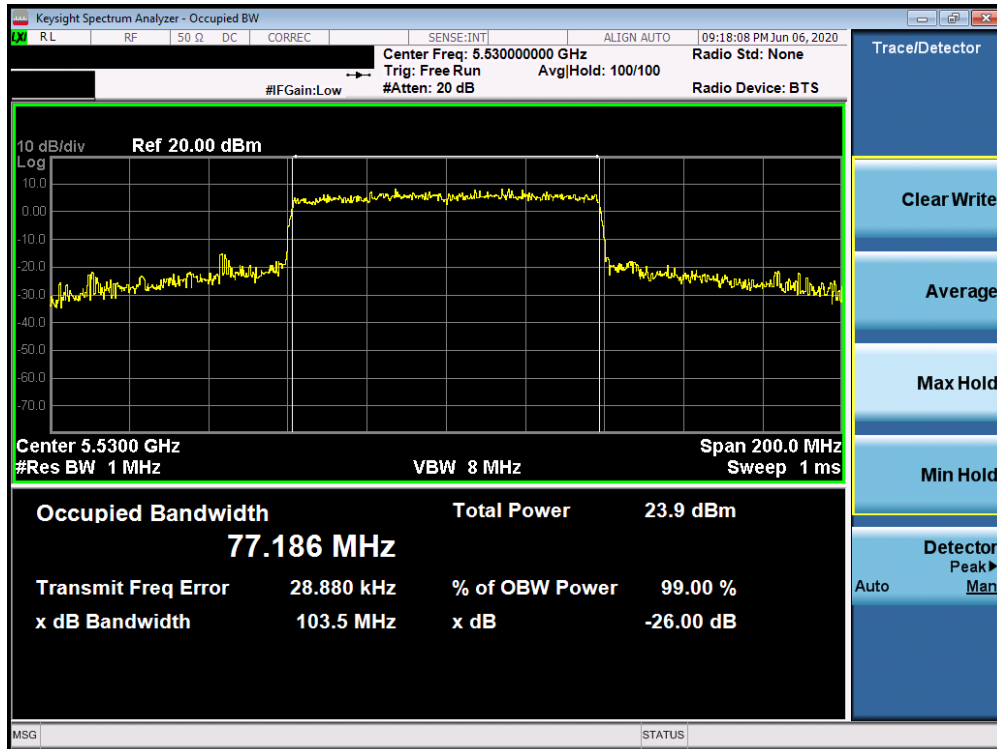 Keysight Spectrum Analyzer - Occupied BW
LXI RL RF 50 Ω DC CORREC SENSE:INT ALIGN AUTO 09:18:08 PM Jun 06, 2020
Center Freq: 5.530000000 GHz Radio Std: None
Trig: Free Run Avg|Hold: 100/100
#IFGain:Low #Atten: 20 dB Radio Device: BTS
10 dB/div Ref 20.00 dBm
Log
10.0
0.00
-10.0
-20.0
-30.0
-40.0
-50.0
-60.0
-70.0
Center 5.5300 GHz Span 200.0 MHz
#Res BW 1 MHz VBW 8 MHz Sweep 1 ms
Occupied Bandwidth Total Power 23.9 dBm
77.186 MHz
Transmit Freq Error 28.880 kHz % of OBW Power 99.00 %
x dB Bandwidth 103.5 MHz x dB -26.00 dB
MSG STATUS
Trace/Detector
Clear Write
Average
Max Hold
Min Hold
Detector
Peak▶
Auto Man